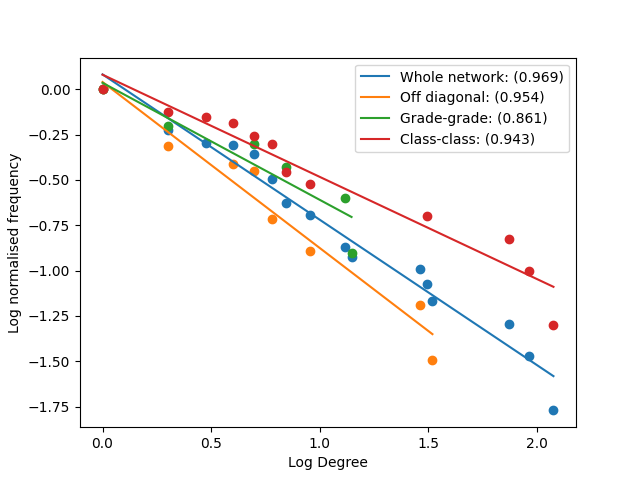 Whole network: (0.969)
Off diagonal: (0.954)
Grade-grade: (0.861)
Class-class: (0.943)
0.00
−0.25
−0.50
−0.75
−1.00
−1.25
−1.50
−1.75
Log normalised frequency
0.0 0.5 1.0 1.5 2.0
Log Degree